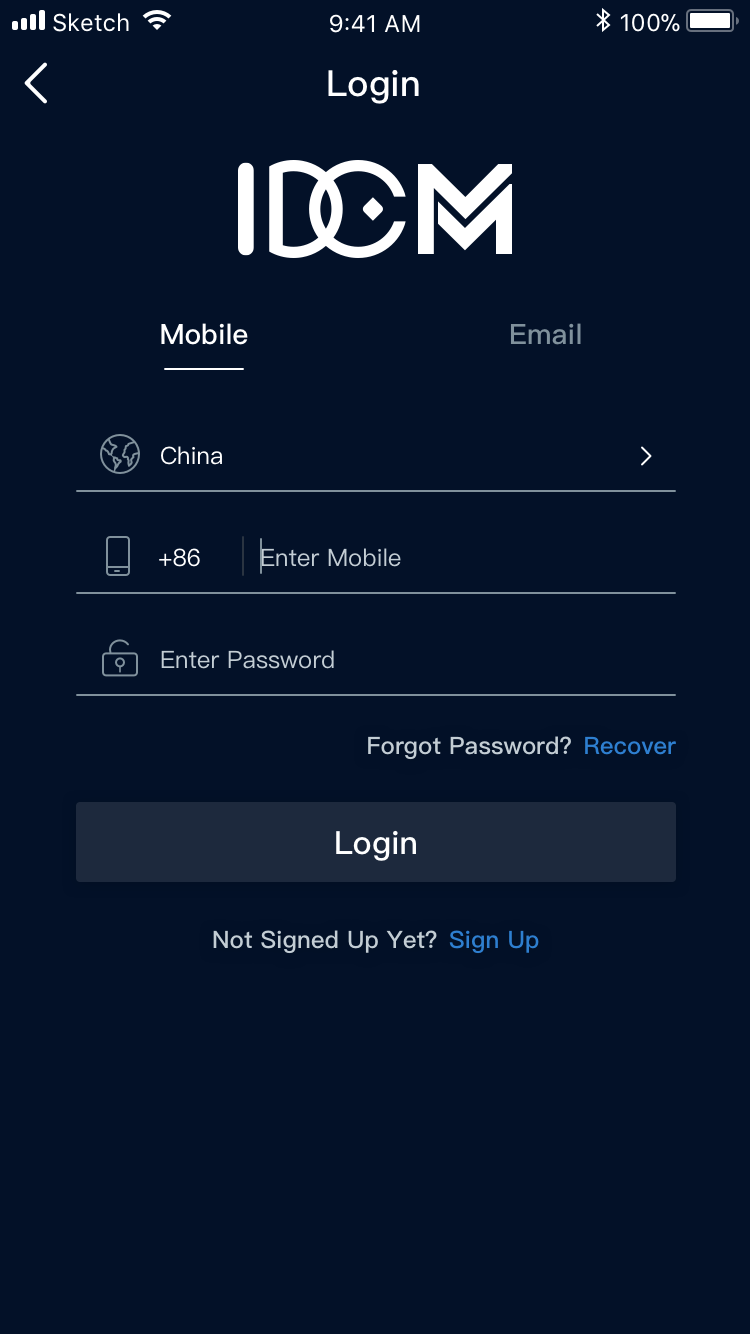 Sketch 9:41 AM 100%
Login
IDCM
Mobile Email
China
+86 Enter Mobile
Enter Password
Forgot Password? Recover
Login
Not Signed Up Yet? Sign Up